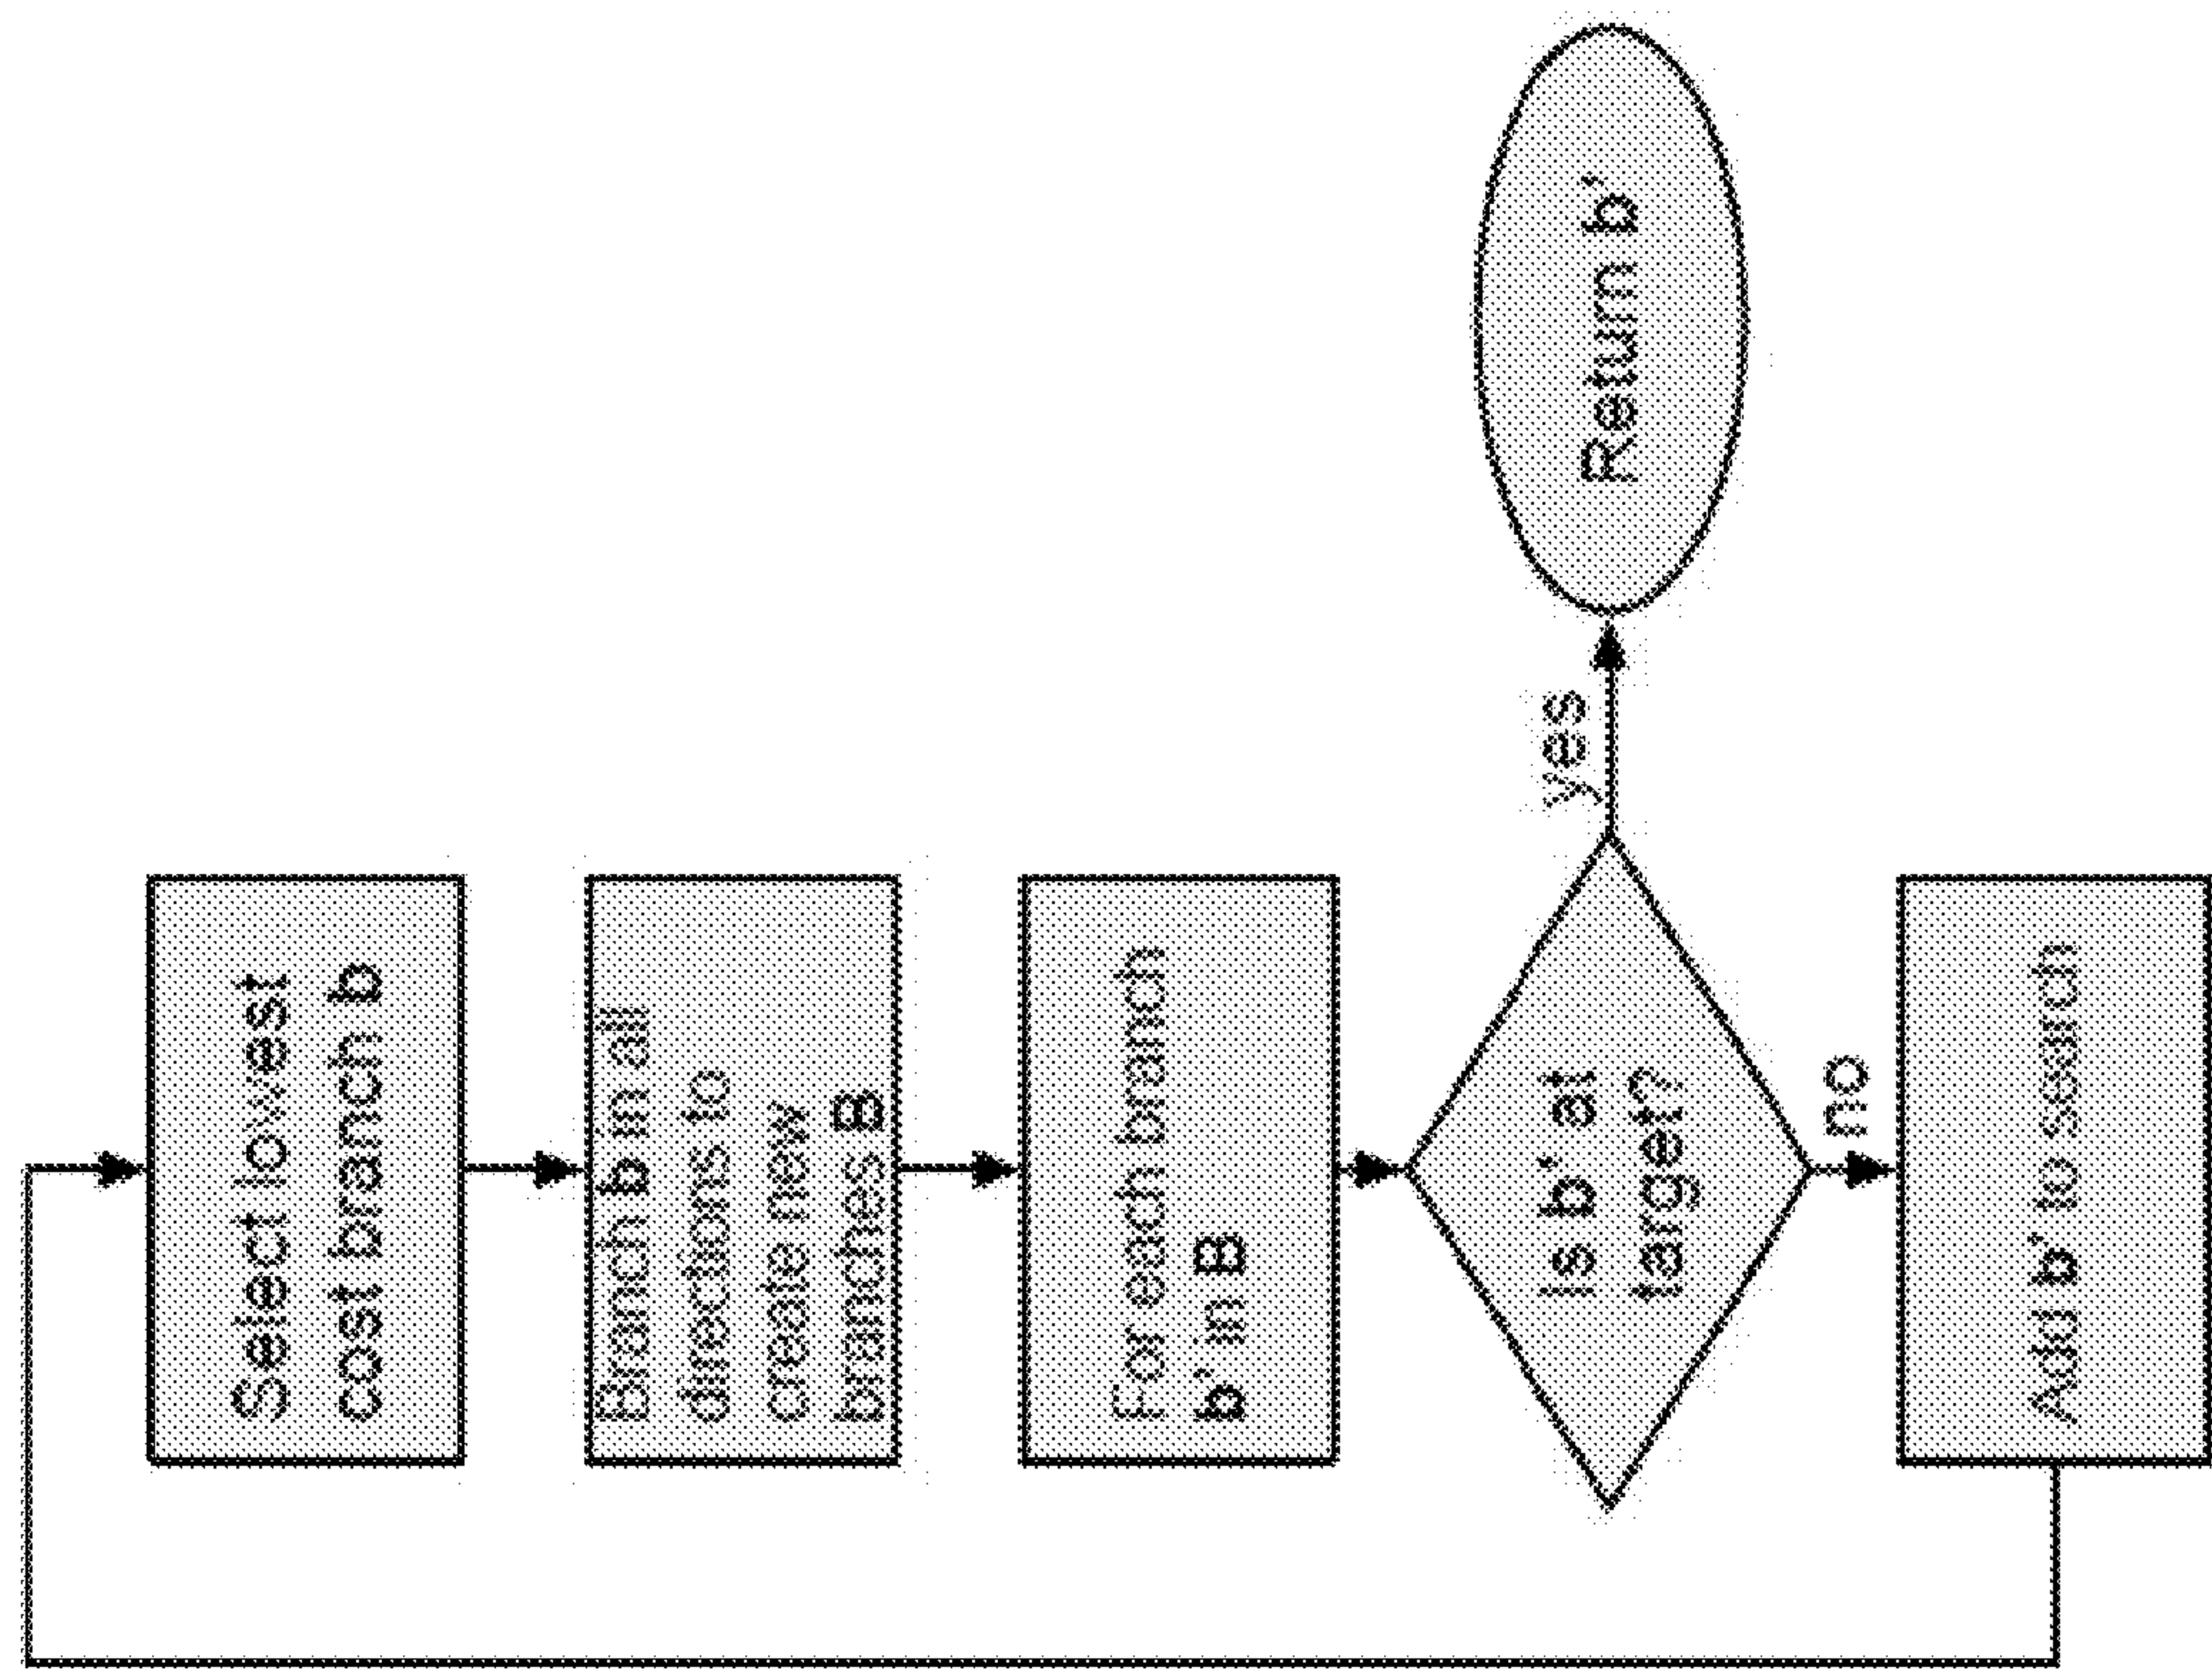 Select lowest
cost branch b
Branch b in all
directions to
create new
branches B
For each branch
b' in B
Is b' at
target?
yes
Return b'
no
Add b' to search